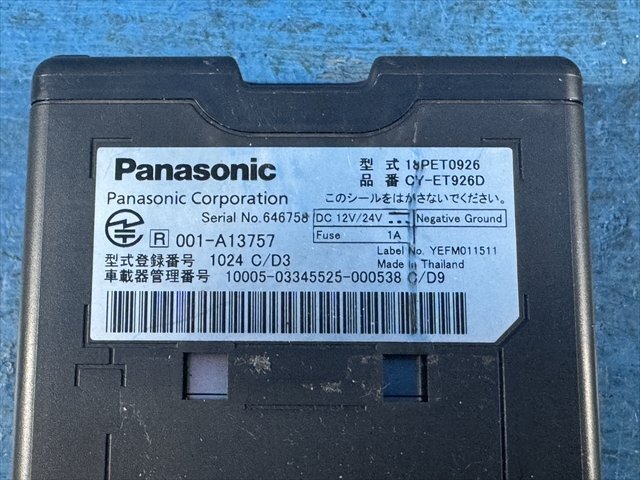 Panasonic
型 式 18PET0926
品 番 CY-ET926D
Panasonic Corporation
このシールをはがさないでください。
Serial No.646758
DC 12V/24V Negative Ground
Fuse 1A
R 001-A13757
Label No. YEFM011511
Made in Thailand
型式登録番号 1024 C/D3
車載器管理番号 10005-03345525-000538 C/D9